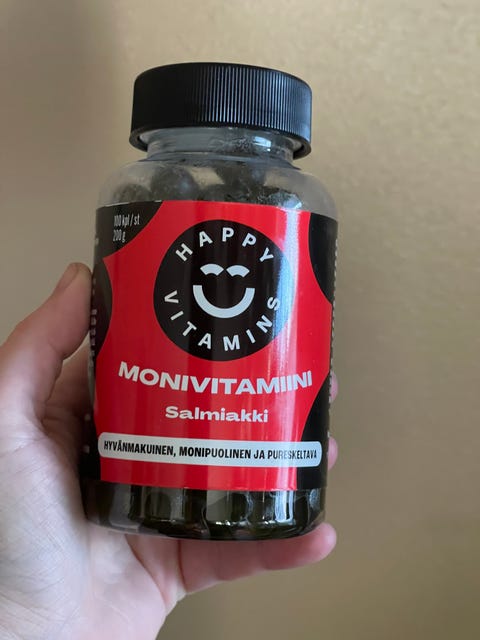 100 kpl / st
200 g
HAPPY
VITAMINS
MONIVITAMIINI
Salmiakki
HYVÄNMAKUINEN, MONIPUOLINEN JA PURESKELTAVA